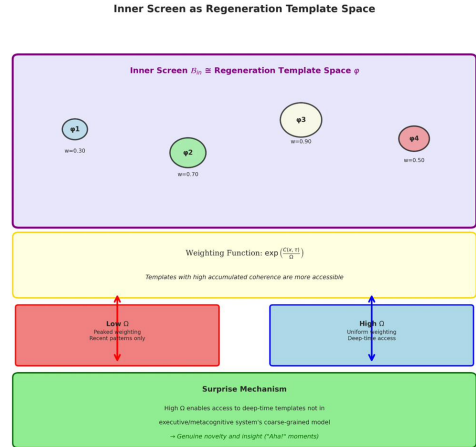 Inner Screen as Regeneration Template Space
Inner Screen ℬ_in ≅ Regeneration Template Space φ
φ1
w=0.30
φ2
w=0.70
φ3
w=0.90
φ4
w=0.50
Weighting Function: exp(C(x, τ)/Ω)
Templates with high accumulated coherence are more accessible
Low Ω
Peaked weighting
Recent patterns only
High Ω
Uniform weighting
Deep-time access
Surprise Mechanism
High Ω enables access to deep-time templates not in
executive/metacognitive system's coarse-grained model
→ Genuine novelty and insight ("Aha!" moments)